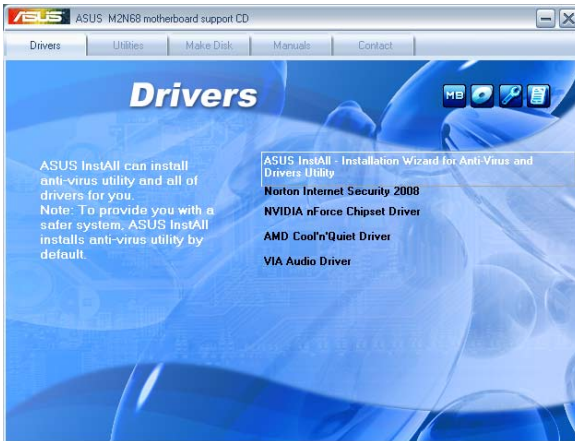 ASUS ASUS M2N68 motherboard support CD
Drivers Utilities Make Disk Manuals Contact
Drivers
MB
ASUS InstAll can install
anti-virus utility and all of
drivers for you.
Note: To provide you with a
safer system, ASUS InstAll
installs anti-virus utility by
default.
ASUS InstAll - Installation Wizard for Anti-Virus and
Drivers Utility
Norton Internet Security 2008
NVIDIA nForce Chipset Driver
AMD Cool'n'Quiet Driver
VIA Audio Driver